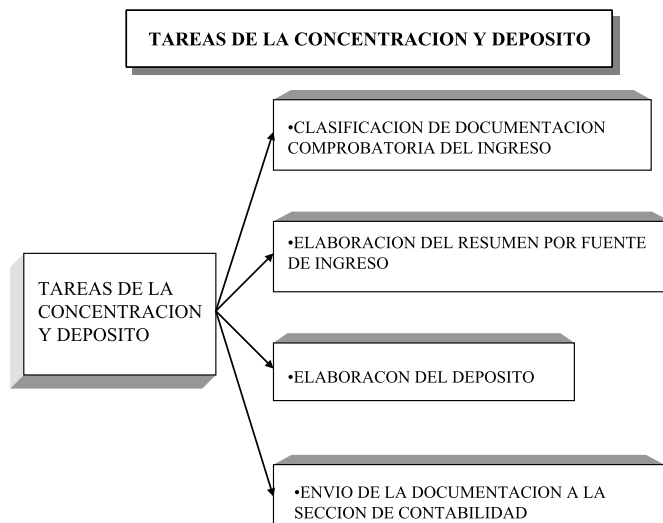 TAREAS DE LA CONCENTRACION Y DEPOSITO
•CLASIFICACION DE DOCUMENTACION
COMPROBATORIA DEL INGRESO
•ELABORACION DEL RESUMEN POR FUENTE
DE INGRESO
TAREAS DE LA
CONCENTRACION
Y DEPOSITO
•ELABORACON DEL DEPOSITO
•ENVIO DE LA DOCUMENTACION A LA
SECCION DE CONTABILIDAD